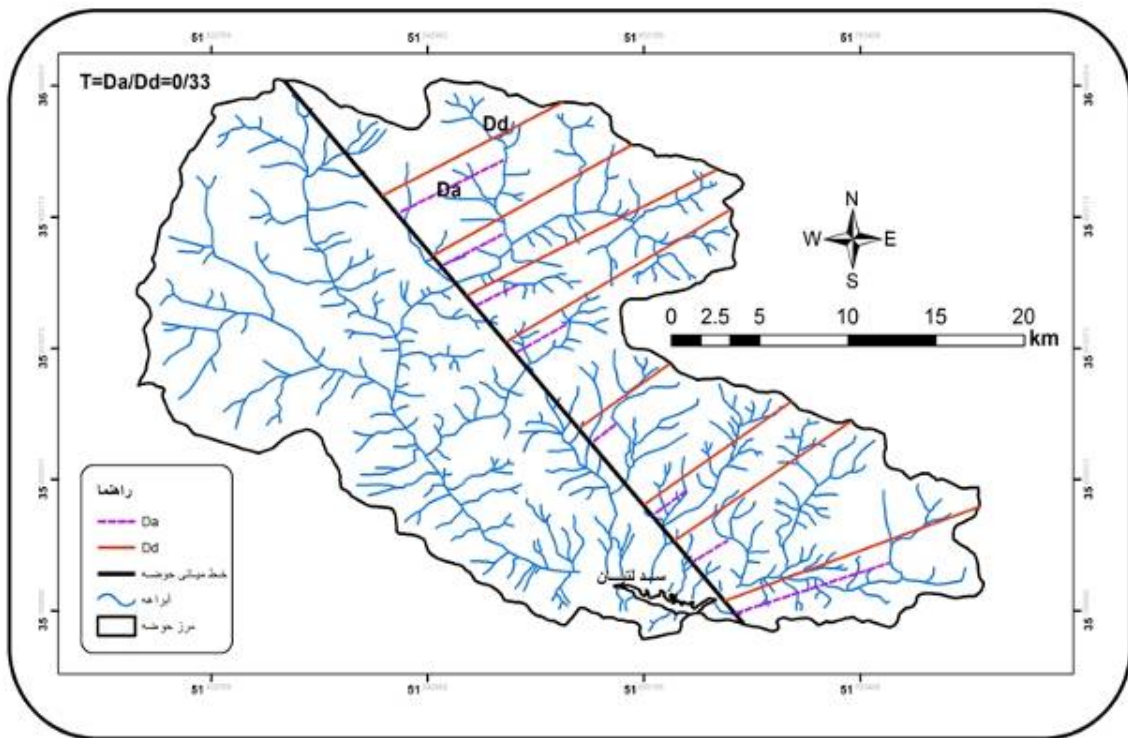 51 51 51 51
T=Da/Dd=0/33
36 36
Dd
Da
35 35
N
W E
S
0 2.5 5 10 15 20
km
35 35
35 35
راهنما
Da
Dd
خط میانی حوضه
آبراهه
مرز حوضه
سد لتیان
35 35
51 51 51 51